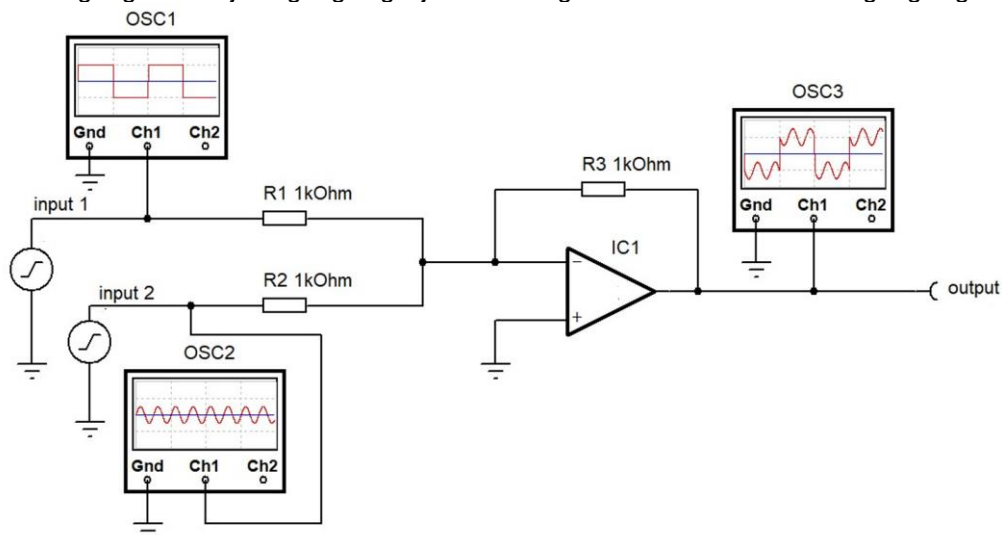 OSC1
Gnd Ch1 Ch2
OSC3
R3 1kOhm
Gnd Ch1 Ch2
input 1
R1 1kOhm
IC1
−
+
input 2
R2 1kOhm
output
OSC2
Gnd Ch1 Ch2